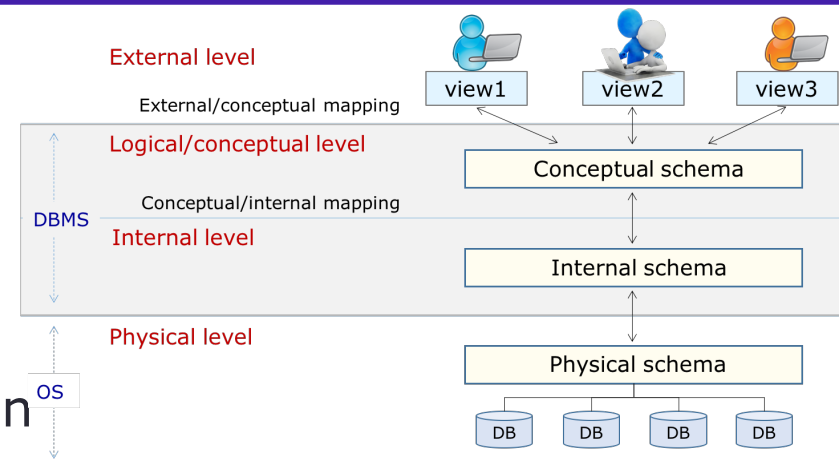 External level
view1
view2
view3
External/conceptual mapping
Logical/conceptual level
Conceptual schema
Conceptual/internal mapping
DBMS
Internal level
Internal schema
Physical level
Physical schema
OS
n
DB
DB
DB
DB